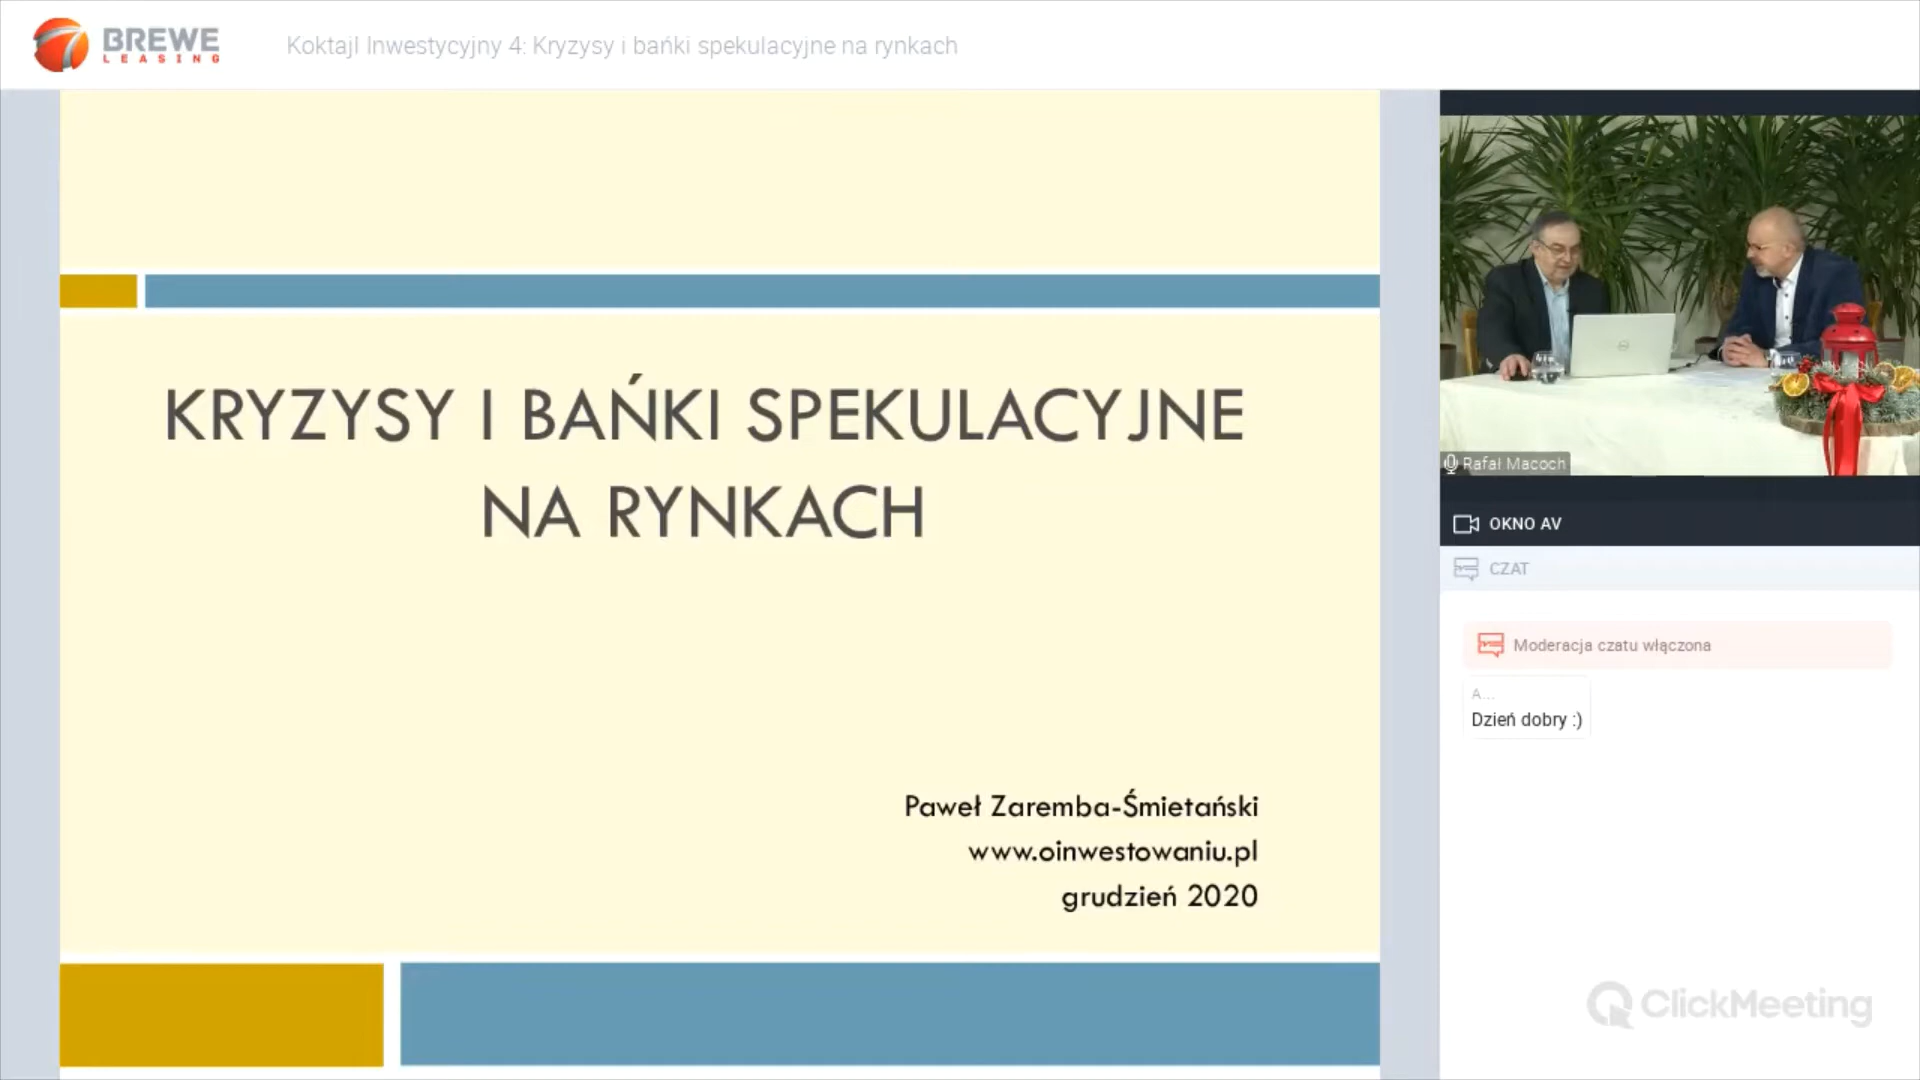 BREWE
LEASING
Koktajl Inwestycyjny 4: Kryzysy i bańki spekulacyjne na rynkach
KRYZYSY I BAŃKI SPEKULACYJNE
NA RYNKACH
Paweł Zaremba-Śmietański
www.oinwestowaniu.pl
grudzień 2020
Rafał Macoch
OKNO AV
CZAT
Moderacja czatu włączona
A...
Dzień dobry :)
ClickMeeting